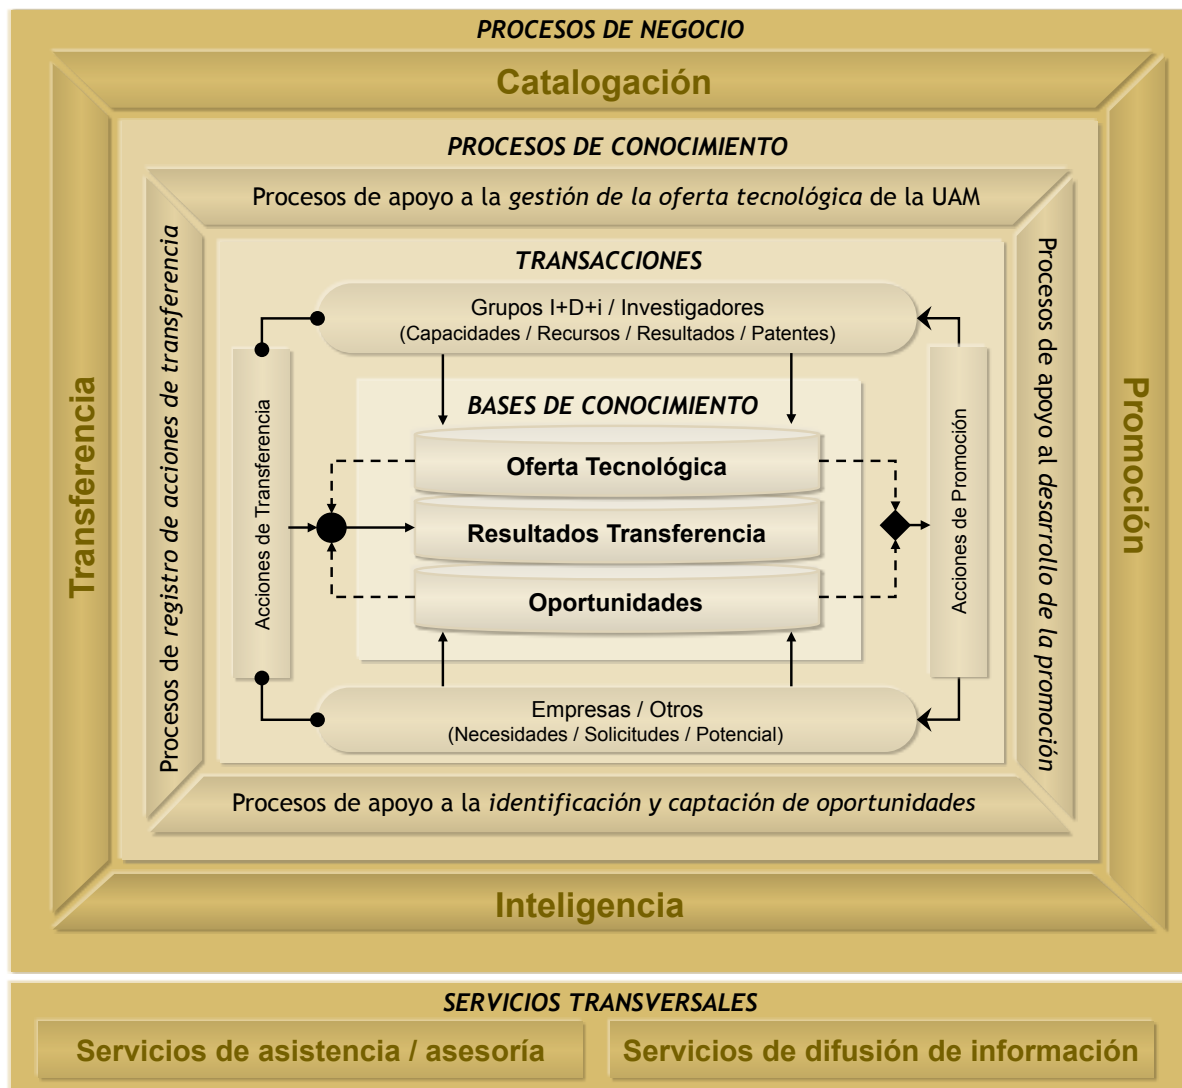 PROCESOS DE NEGOCIO
Catalogación
PROCESOS DE CONOCIMIENTO
Procesos de apoyo a la gestión de la oferta tecnológica de la UAM
Transferencia
Procesos de registro de acciones de transferencia
TRANSACCIONES
Grupos I+D+i / Investigadores
(Capacidades / Recursos / Resultados / Patentes)
Acciones de Transferencia
BASES DE CONOCIMIENTO
Oferta Tecnológica
Resultados Transferencia
Oportunidades
Acciones de Promoción
Empresas / Otros
(Necesidades / Solicitudes / Potencial)
Procesos de apoyo al desarrollo de la promoción
Promoción
Procesos de apoyo a la identificación y captación de oportunidades
Inteligencia
SERVICIOS TRANSVERSALES
Servicios de asistencia / asesoría
Servicios de difusión de información